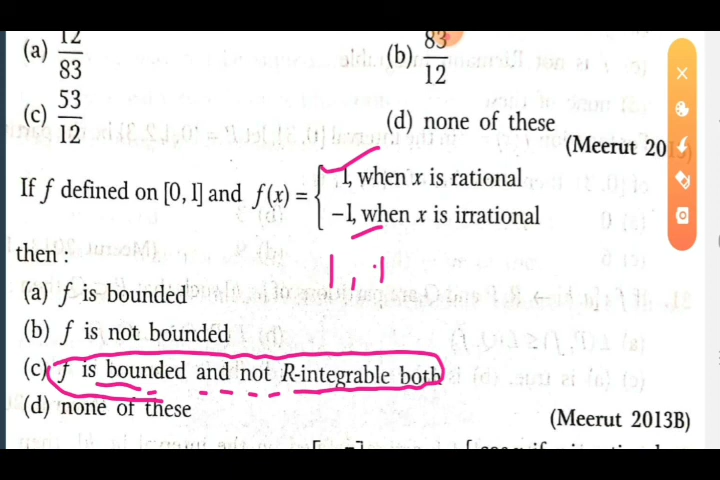 (a) 12/83
(b) 83/12
(c) 53/12
(d) none of these
(Meerut 20
If f defined on [0, 1] and f(x) = { 1, when x is rational
−1, when x is irrational
then :
(a) f is bounded
(b) f is not bounded
(c) f is bounded and not R-integrable both
(d) none of these
(Meerut 2013B)